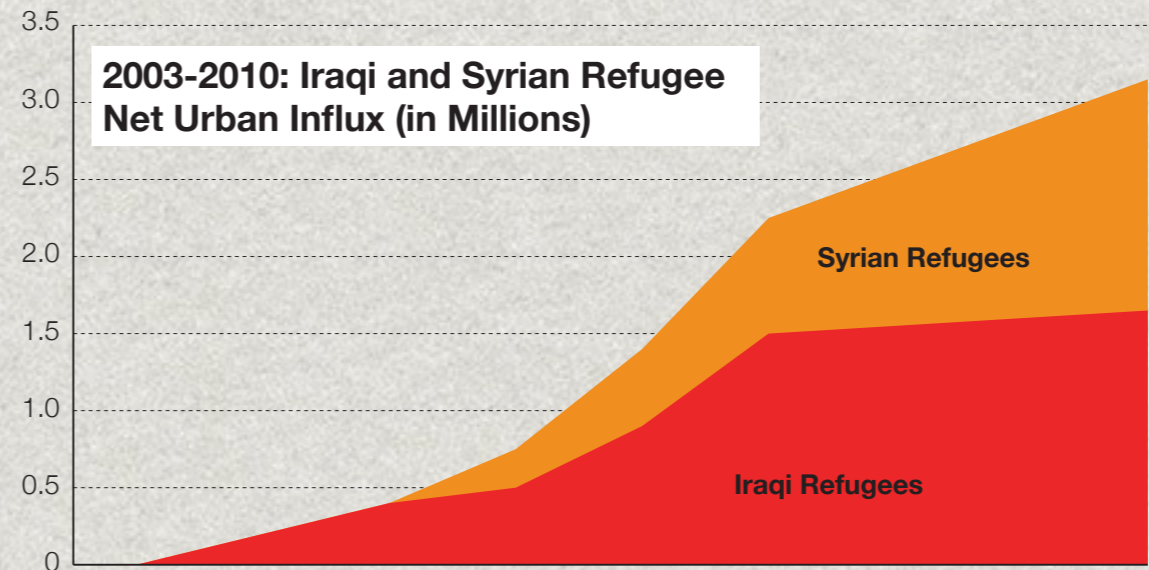 3.5
2003-2010: Iraqi and Syrian Refugee
Net Urban Influx (in Millions)
3.0
2.5
2.0
Syrian Refugees
1.5
1.0
0.5
Iraqi Refugees
0